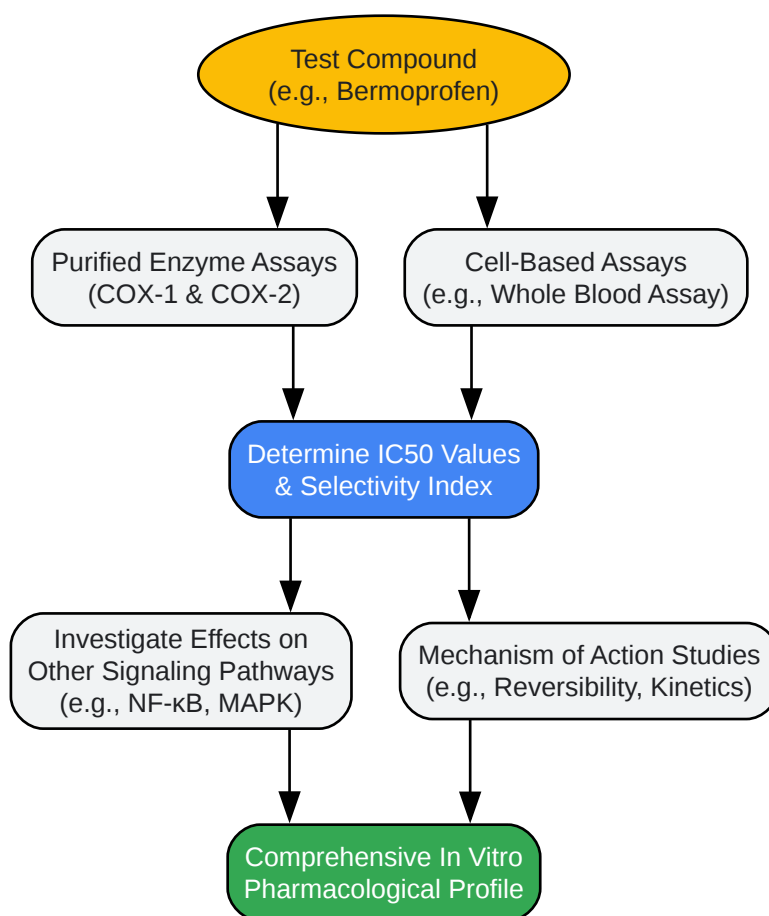 Test Compound
(e.g., Bermoprofen)
Purified Enzyme Assays
(COX-1 & COX-2)
Cell-Based Assays
(e.g., Whole Blood Assay)
Determine IC50 Values
& Selectivity Index
Investigate Effects on
Other Signaling Pathways
(e.g., NF-κB, MAPK)
Mechanism of Action Studies
(e.g., Reversibility, Kinetics)
Comprehensive In Vitro
Pharmacological Profile